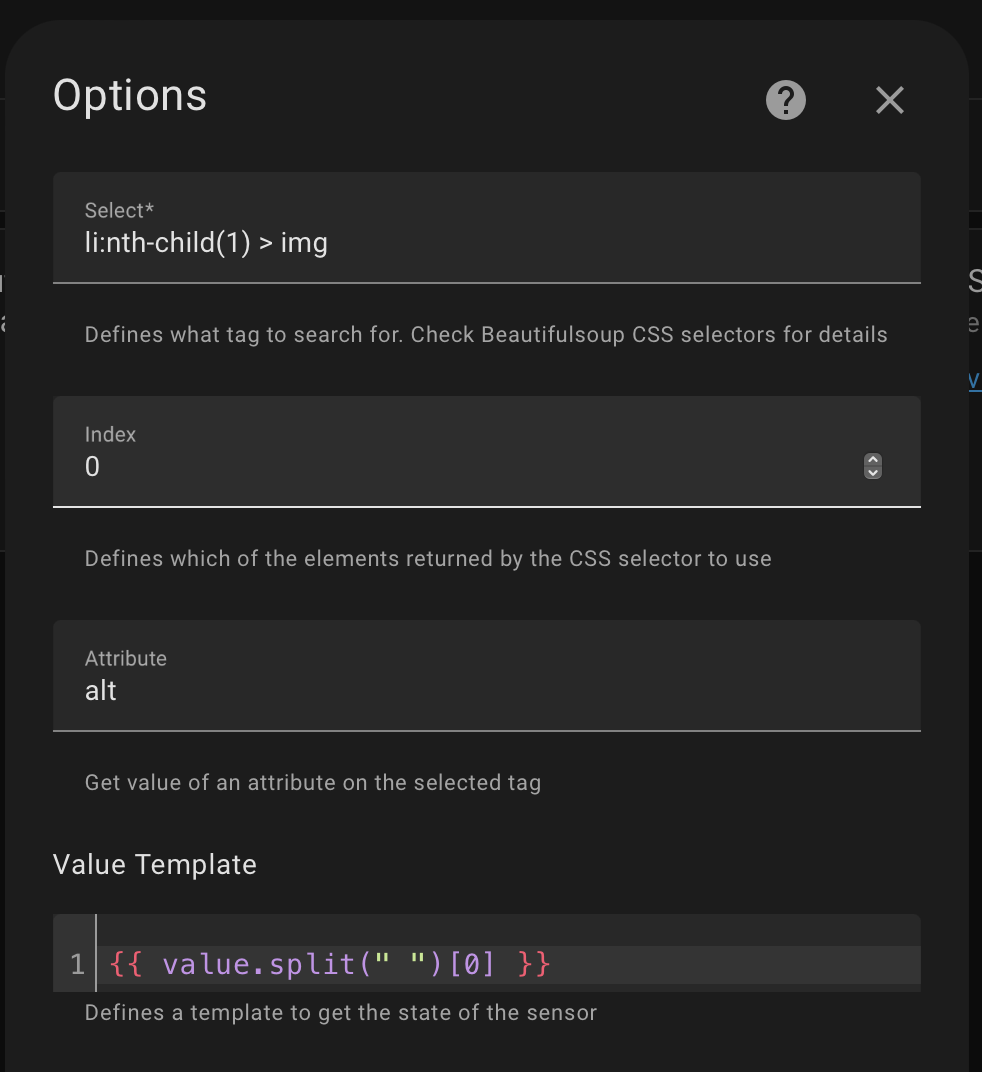 Options
Select*
li:nth-child(1) > img
Defines what tag to search for. Check Beautifulsoup CSS selectors for details
Index
0
Defines which of the elements returned by the CSS selector to use
Attribute
alt
Get value of an attribute on the selected tag
Value Template
1 {{ value.split(" ")[0] }}
Defines a template to get the state of the sensor